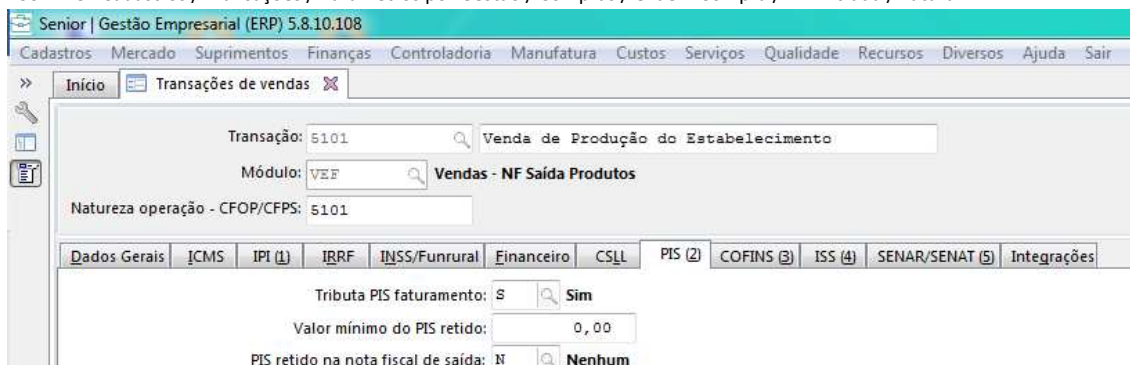 Senior | Gestão Empresarial (ERP) 5.8.10.108
Cadastros Mercado Suprimentos Finanças Controladoria Manufatura Custos Serviços Qualidade Recursos Diversos Ajuda Sair
» Início Transações de vendas
Transação: 5101 Venda de Produção do Estabelecimento
Módulo: VEF Vendas - NF Saída Produtos
Natureza operação - CFOP/CFPS: 5101
Dados Gerais ICMS IPI (1) IRRF INSS/Funrural Financeiro CSLL PIS (2) COFINS (3) ISS (4) SENAR/SENAT (5) Integrações
Tributa PIS faturamento: S Sim
Valor mínimo do PIS retido: 0,00
PIS retido na nota fiscal de saída: N Nenhum